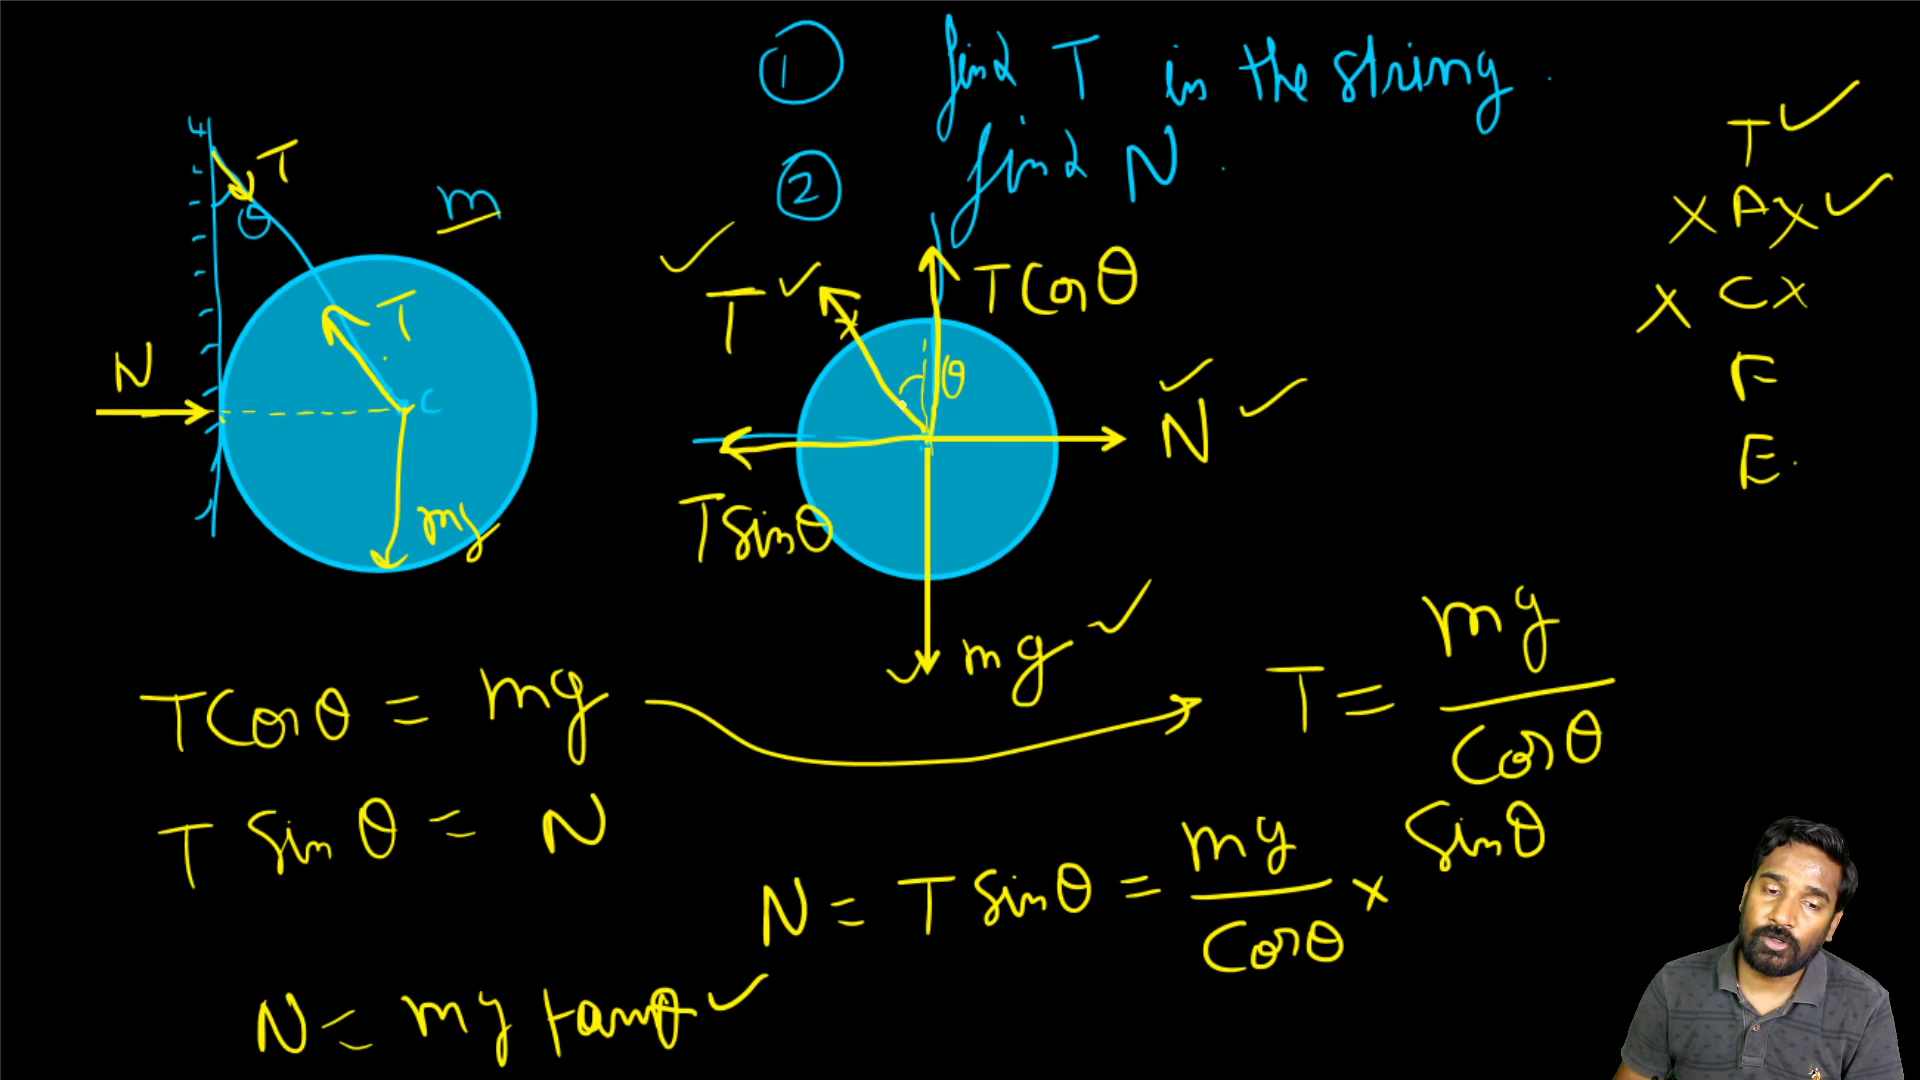 ① find T in the string.
② find N.
T
θ
m
T
C
N
mg
T
T cos θ
θ
N
T sin θ
mg
T
X A X
X C X
F
E.
T cos θ = mg
T = mg / cos θ
T sin θ = N
N = T sin θ = mg / cos θ × sin θ
N = mg tan θ